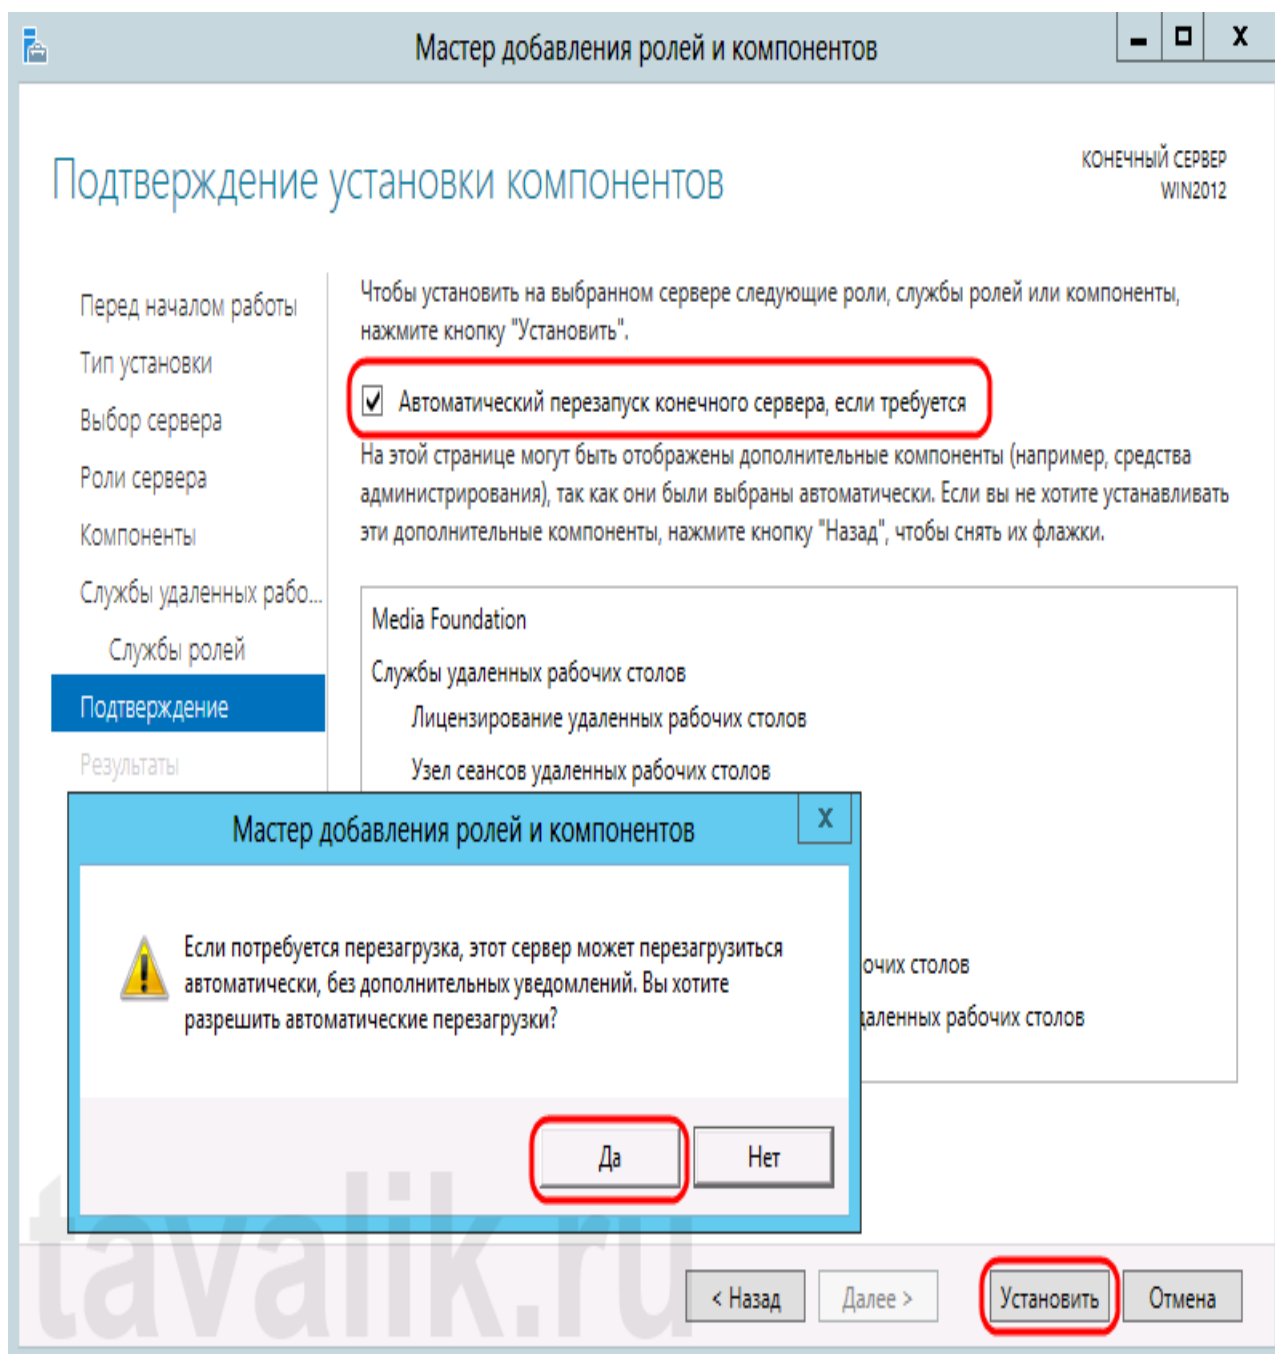 Мастер добавления ролей и компонентов
X
Подтверждение установки компонентов
КОНЕЧНЫЙ СЕРВЕР
WIN2012
Перед началом работы
Тип установки
Выбор сервера
Роли сервера
Компоненты
Службы удаленных рабо...
Службы ролей
Подтверждение
Результаты
Чтобы установить на выбранном сервере следующие роли, службы ролей или компоненты,
нажмите кнопку "Установить".
Автоматический перезапуск конечного сервера, если требуется
На этой странице могут быть отображены дополнительные компоненты (например, средства
администрирования), так как они были выбраны автоматически. Если вы не хотите устанавливать
эти дополнительные компоненты, нажмите кнопку "Назад", чтобы снять их флажки.
Media Foundation
Службы удаленных рабочих столов
Лицензирование удаленных рабочих столов
Узел сеансов удаленных рабочих столов
очих столов
даленных рабочих столов
Мастер добавления ролей и компонентов
X
Если потребуется перезагрузка, этот сервер может перезагрузиться
автоматически, без дополнительных уведомлений. Вы хотите
разрешить автоматические перезагрузки?
Да
Нет
tavalik.ru
< Назад
Далее >
Установить
Отмена